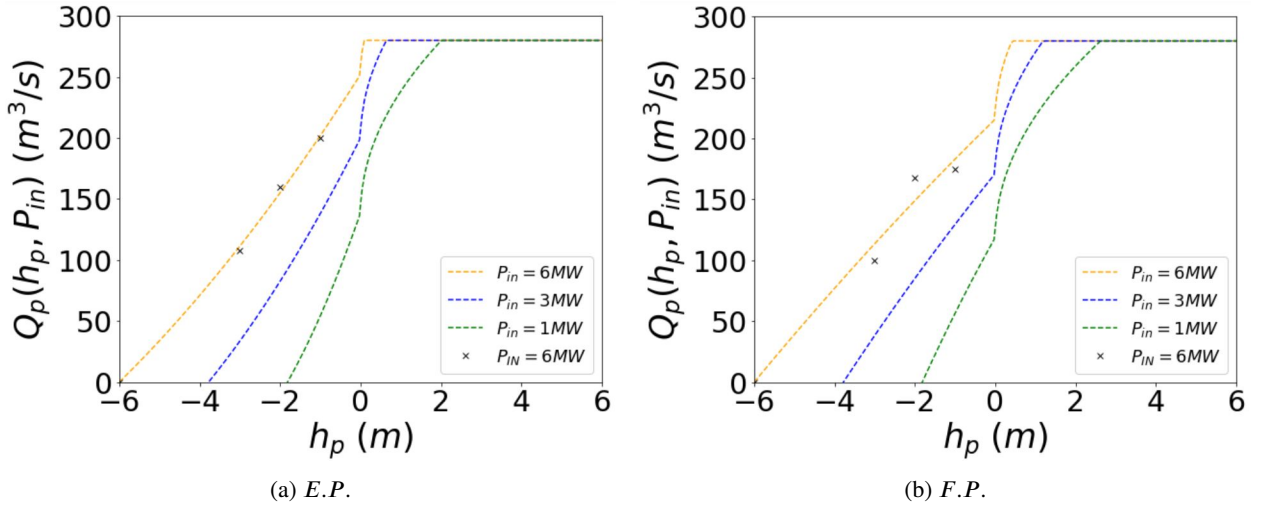 300
250
200
150
100
50
0
Q_p(h_p, P_in) (m^3/s)
−6 −4 −2 0 2 4 6
h_p (m)
P_in = 6MW
P_in = 3MW
P_in = 1MW
P_IN = 6MW
(a) E.P.
300
250
200
150
100
50
0
Q_p(h_p, P_in) (m^3/s)
−6 −4 −2 0 2 4 6
h_p (m)
P_in = 6MW
P_in = 3MW
P_in = 1MW
P_IN = 6MW
(b) F.P.